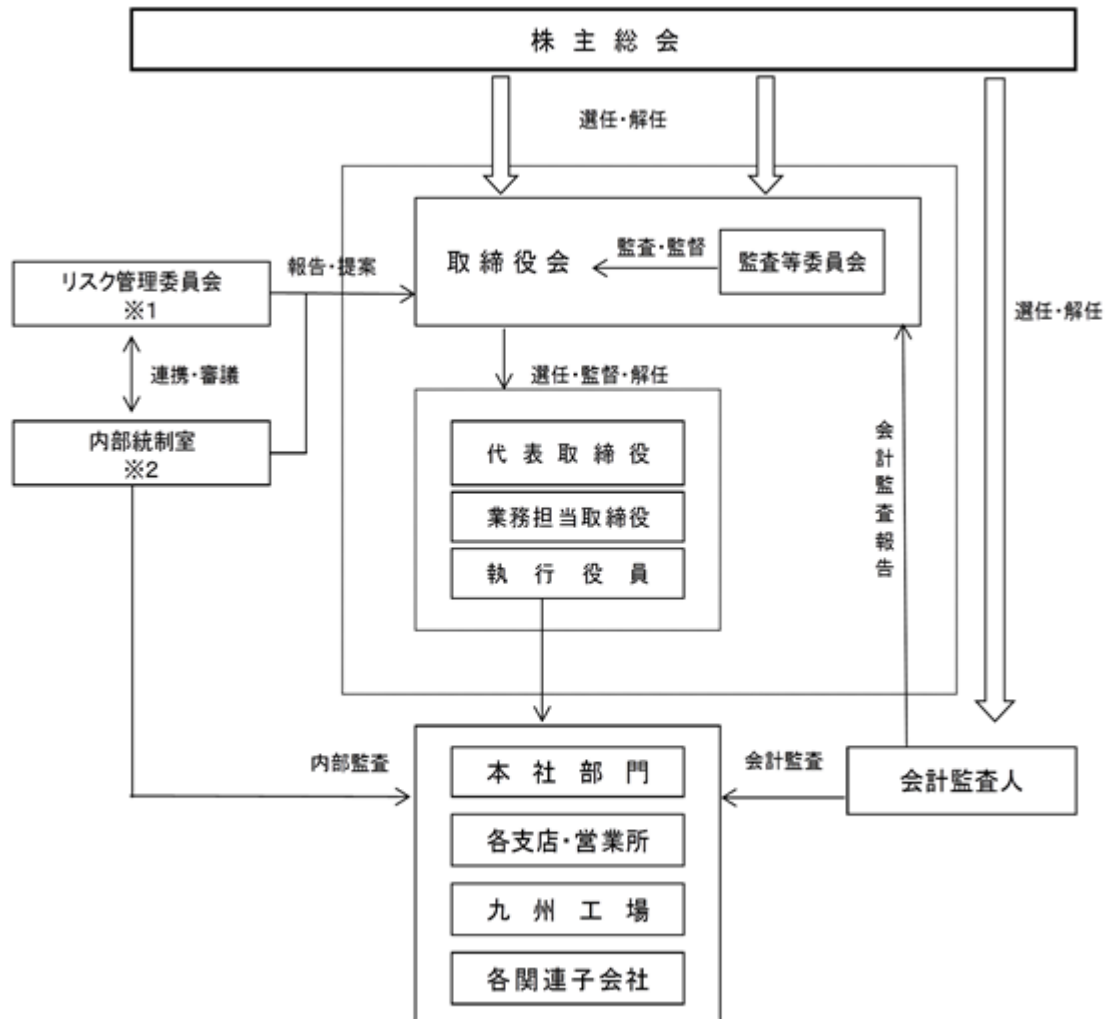 株主総会
選任・解任
選任・解任
取締役会
監査・監督
監査等委員会
報告・提案
リスク管理委員会
※1
連携・審議
内部統制室
※2
選任・監督・解任
代表取締役
業務担当取締役
執行役員
会計監査報告
内部監査
会計監査
会計監査人
本社部門
各支店・営業所
九州工場
各関連子会社